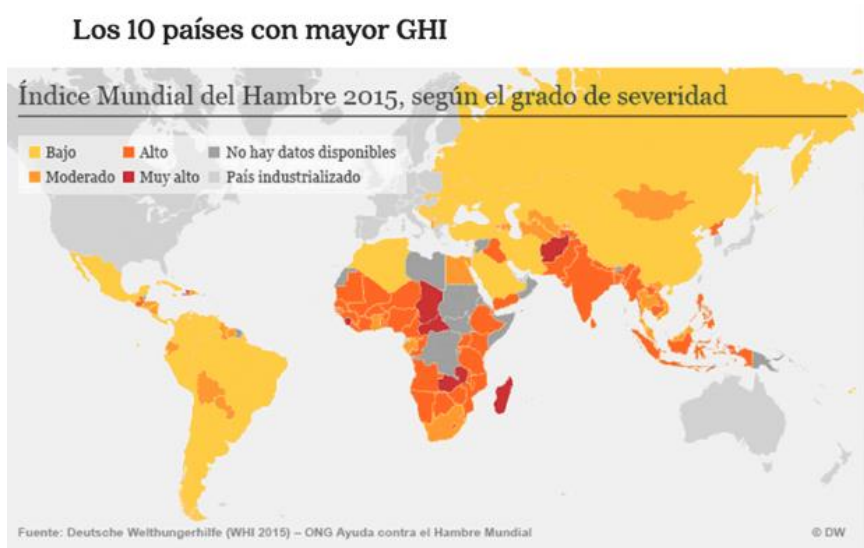 Los 10 países con mayor GHI
Índice Mundial del Hambre 2015, según el grado de severidad
Bajo
Alto
No hay datos disponibles
Moderado
Muy alto
País industrializado
Fuente: Deutsche Welthungerhilfe (WHI 2015) – ONG Ayuda contra el Hambre Mundial
© DW